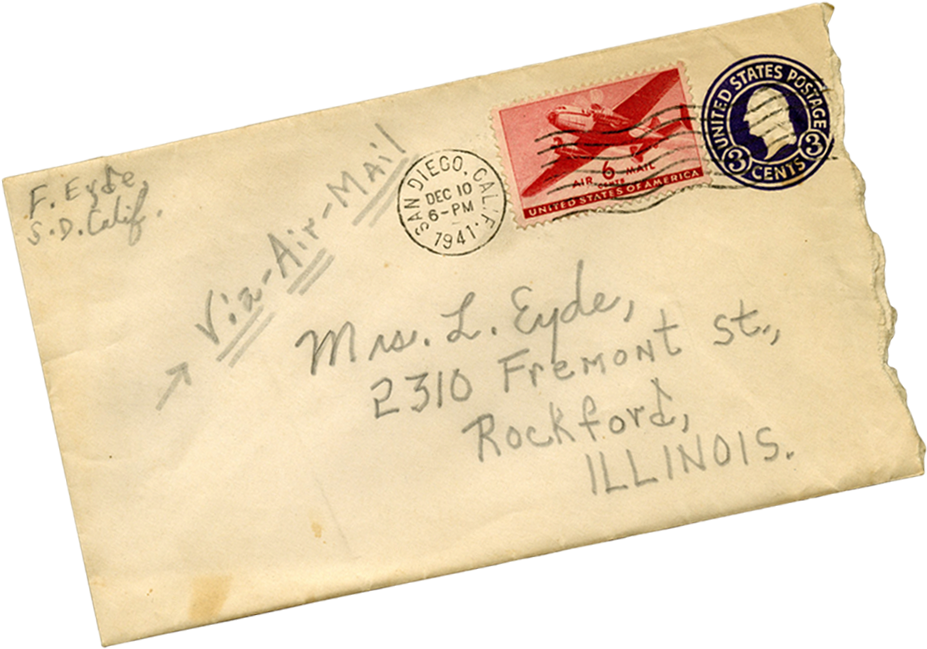 F. Eyde
S.D. Calif.
Via-Air-Mail
SAN DIEGO, CALIF.
DEC 10
6-PM
1941
6
AIR CENTS MAIL
UNITED STATES OF AMERICA
UNITED STATES POSTAGE
3 CENTS 3
Mrs. L. Eyde,
2310 Fremont St.,
Rockford,
ILLINOIS.